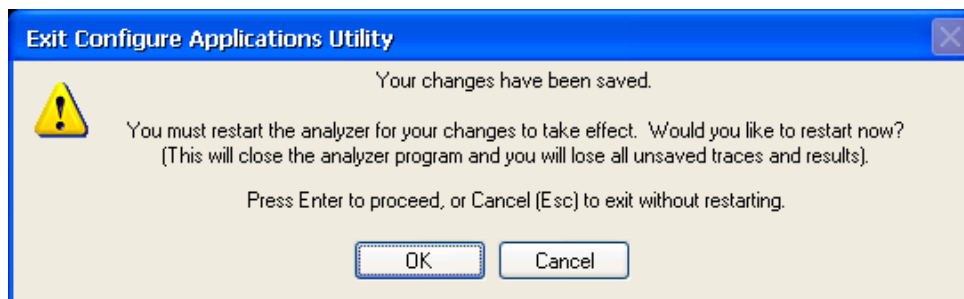 Exit Configure Applications Utility
Your changes have been saved.
You must restart the analyzer for your changes to take effect.  Would you like to restart now?
(This will close the analyzer program and you will lose all unsaved traces and results).
Press Enter to proceed, or Cancel (Esc) to exit without restarting.
OK
Cancel